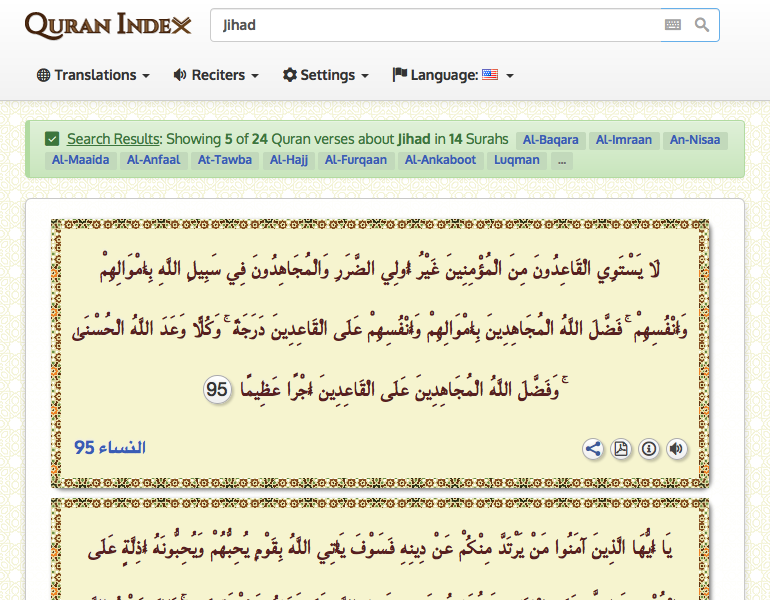 QURAN INDEX
Jihad
Translations
Reciters
Settings
Language:
Search Results: Showing 5 of 24 Quran verses about Jihad in 14 Surahs Al-Baqara Al-Imraan An-Nisaa
Al-Maaida Al-Anfaal At-Tawba Al-Hajj Al-Furqaan Al-Ankaboot Luqman ...
لَا يَسْتَوِي الْقَاعِدُونَ مِنَ الْمُؤْمِنِينَ غَيْرُ أُولِي الضَّرَرِ وَالْمُجَاهِدُونَ فِي سَبِيلِ اللَّهِ بِأَمْوَالِهِمْ
وَأَنْفُسِهِمْ ۚ فَضَّلَ اللَّهُ الْمُجَاهِدِينَ بِأَمْوَالِهِمْ وَأَنْفُسِهِمْ عَلَى الْقَاعِدِينَ دَرَجَةً ۚ وَكُلًّا وَعَدَ اللَّهُ الْحُسْنَىٰ
ۚ وَفَضَّلَ اللَّهُ الْمُجَاهِدِينَ عَلَى الْقَاعِدِينَ أَجْرًا عَظِيمًا 95
النساء 95
يَا أَيُّهَا الَّذِينَ آمَنُوا مَنْ يَرْتَدَّ مِنْكُمْ عَنْ دِينِهِ فَسَوْفَ يَأْتِي اللَّهُ بِقَوْمٍ يُحِبُّهُمْ وَيُحِبُّونَهُ أَذِلَّةٍ عَلَى